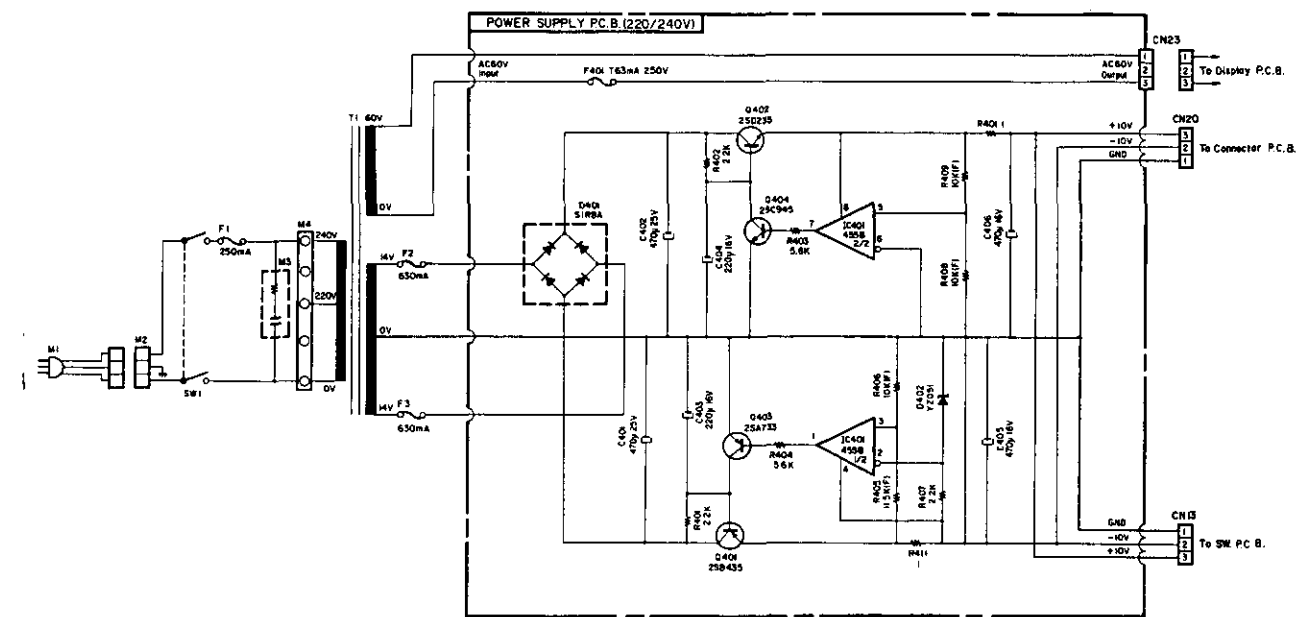 POWER SUPPLY P.C.B.(220/240V)
CN23
AC60V
Input
F401 T63mA 250V
AC60V
Output
1
2
3
1
2
3
To Display P.C.B.
T1
60V
0V
Q402
2SD235
R401 1
CN20
+10V
-10V
GND
3
2
1
To Connector P.C.B.
R402
2.2K
R409
10K(F)
D401
S1RBA
C402
470μ 25V
Q404
2SC945
7
8
5
6
IC401
4558
2/2
R403
5.6K
C404
220μ 16V
R408
10K(F)
C406
470μ 16V
F1
250mA
M4
240V
M3
220V
0V
14V
F2
630mA
0V
14V
F3
630mA
M1
M2
SW1
C401
470μ 25V
C403
220μ 16V
Q403
2SA733
R404
5.6K
1
3
2
4
IC401
4558
1/2
R406
10K(F)
D402
YZ051
R405
11.5K(F)
R407
2.2K
C405
470μ 16V
R401
2.2K
Q401
2SB435
R411
1
GND
-10V
+10V
CN13
1
2
3
To SW. P.C.B.